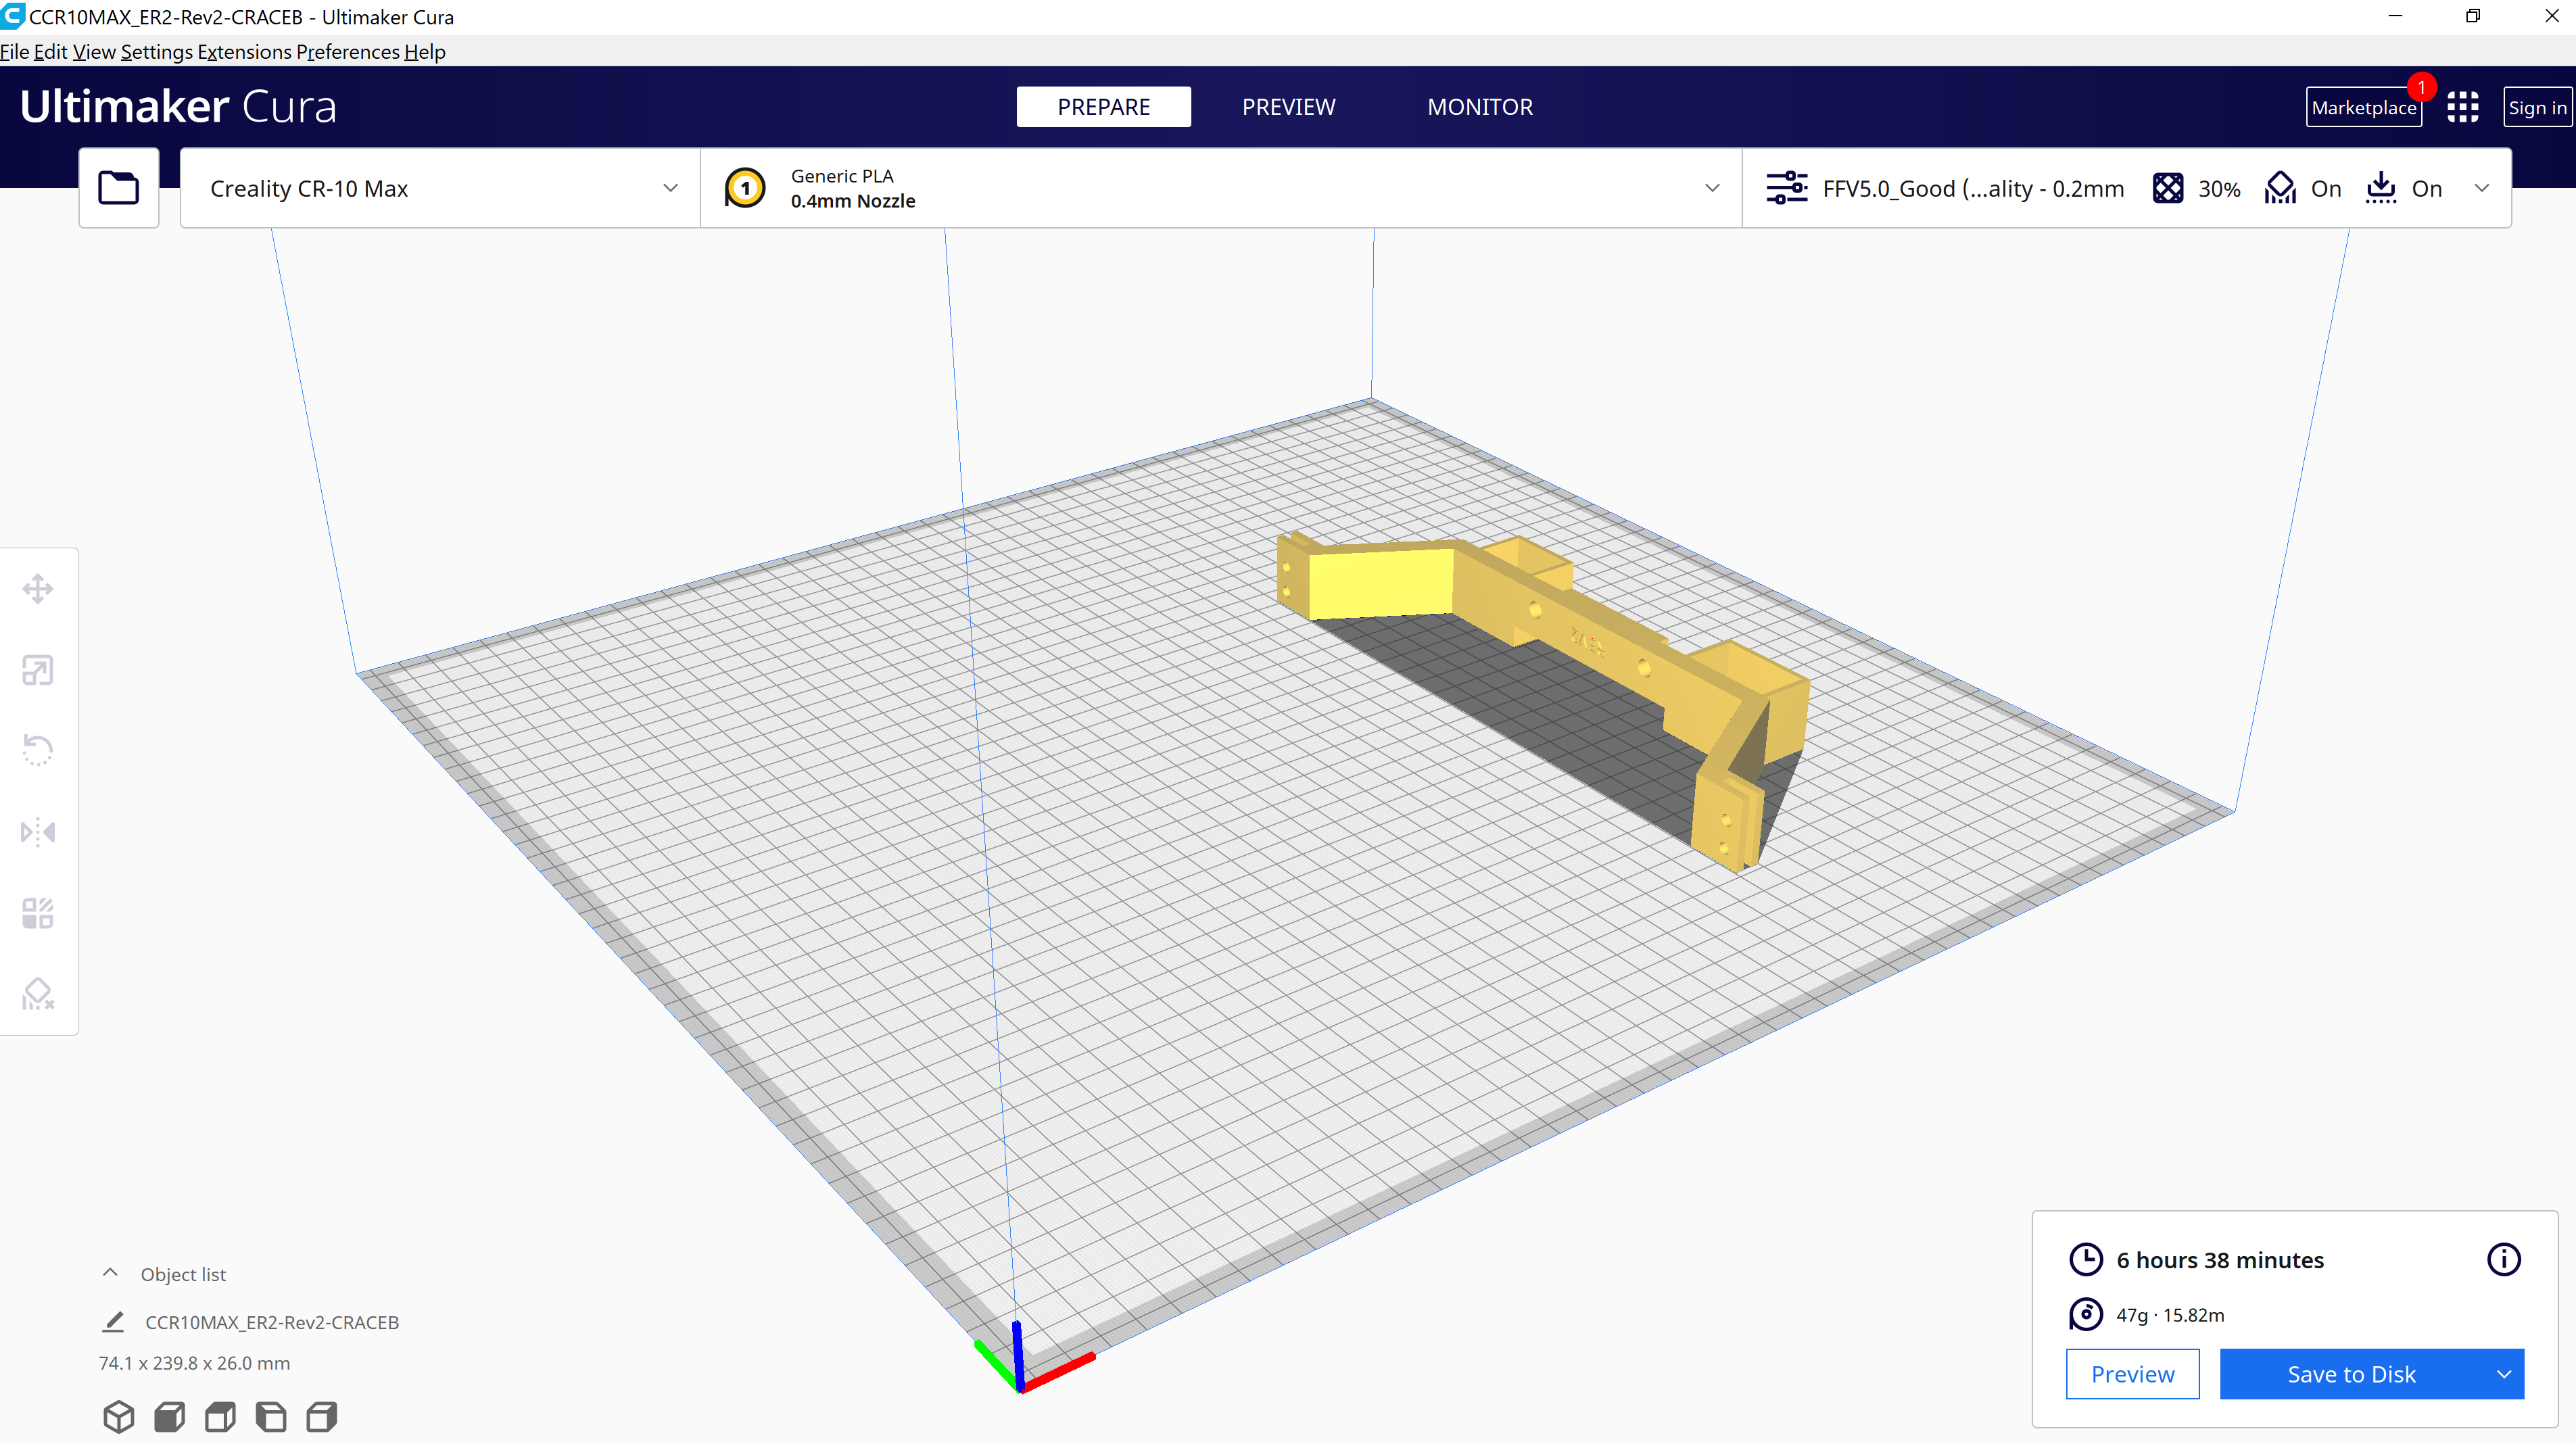 CCR10MAX_ER2-Rev2-CRACEB - Ultimaker Cura
File Edit View Settings Extensions Preferences Help
Ultimaker Cura
PREPARE
PREVIEW
MONITOR
Marketplace
1
Sign in
Creality CR-10 Max
1
Generic PLA
0.4mm Nozzle
FFV5.0_Good (...ality - 0.2mm
30%
On
On
Object list
CCR10MAX_ER2-Rev2-CRACEB
74.1 x 239.8 x 26.0 mm
6 hours 38 minutes
47g · 15.82m
Preview
Save to Disk